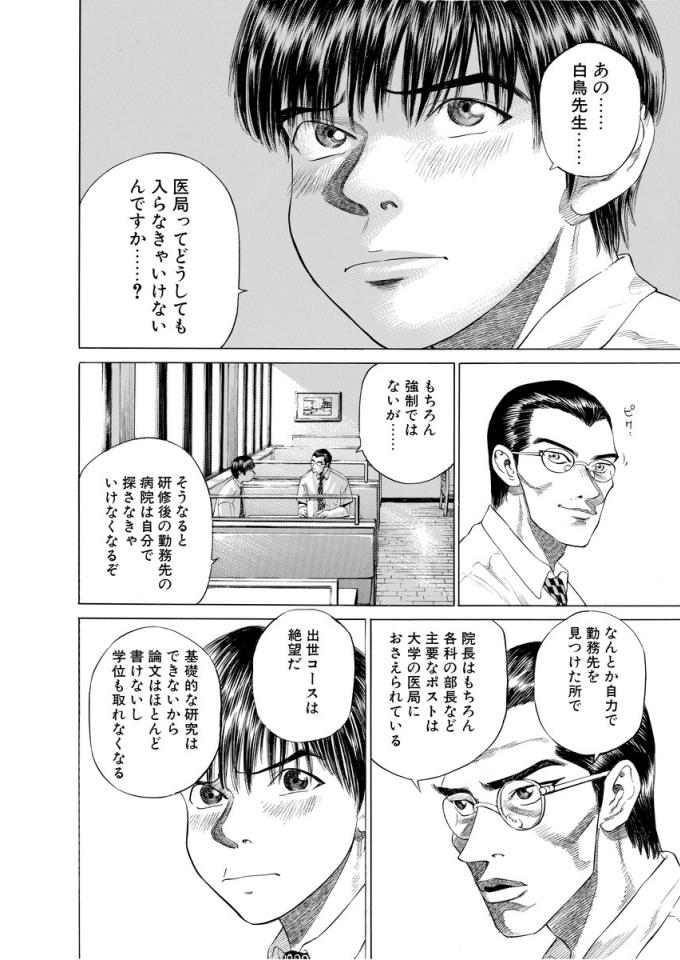 あの……
白鳥先生……
医局ってどうしても
入らなきゃいけない
んですか……？
ピク…
もちろん
強制では
ないが……
そうなると
研修後の勤務先の
病院は自分で
探さなきゃ
いけなくなるぞ
なんとか自力で
勤務先を
見つけた所で
院長はもちろん
各科の部長など
主要なポストは
大学の医局に
おさえられている
出世コースは
絶望だ
基礎的な研究は
できないから
論文はほとんど
書けないし
学位も取れなくなる